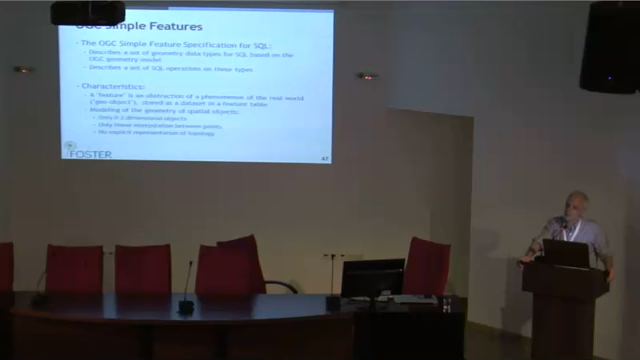 OGC Simple Features
· The OGC Simple Feature Specification for SQL:
- Describes a set of geometry data types for SQL based on the
OGC geometry model
- Describes a set of SQL operations on those types
· Characteristics:
- A 'feature' is an abstraction of a phenomenon of the real world
('geo-object'), stored as a dataset in a feature table
- Modeling of the geometry of spatial objects:
- Only 0-2 dimensional objects
- Only linear interpolation between points
- No explicit representation of topology
FOSTER
47